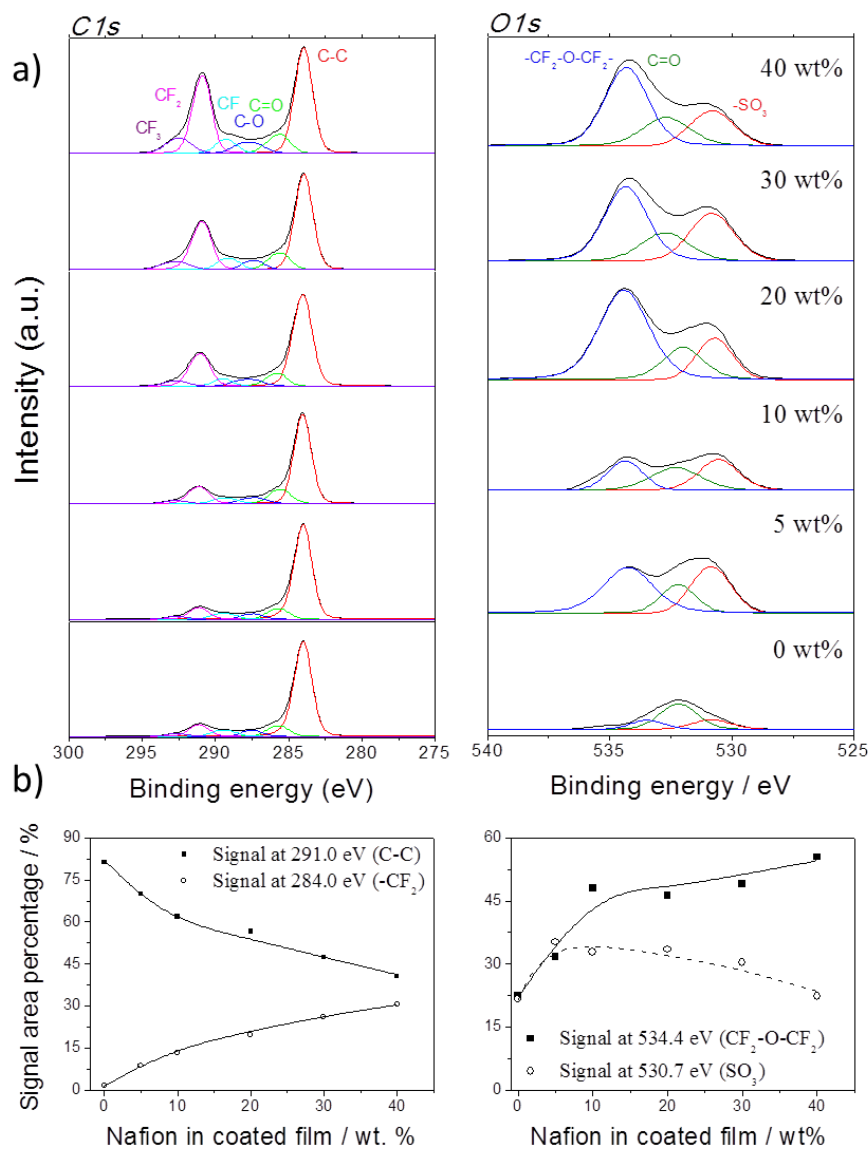 C1s
O1s
a)
C-C
CF2
CF
C=O
C-O
CF3
-CF2-O-CF2-
C=O
-SO3
40 wt%
30 wt%
20 wt%
10 wt%
5 wt%
0 wt%
Intensity (a.u.)
300 295 290 285 280 275
540 535 530 525
Binding energy (eV)
Binding energy / eV
b)
Signal area percentage / %
90
75
60
45
30
15
0
Signal at 291.0 eV (C-C)
Signal at 284.0 eV (-CF2)
0 10 20 30 40
Nafion in coated film / wt. %
60
45
30
15
0
Signal at 534.4 eV (CF2-O-CF2)
Signal at 530.7 eV (SO3)
0 10 20 30 40
Nafion in coated film / wt%